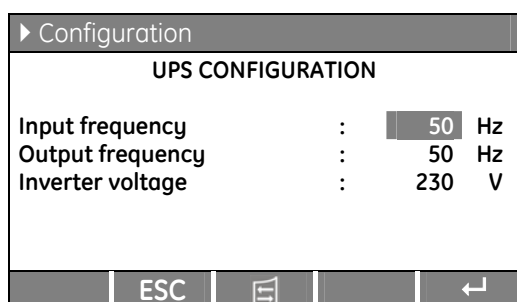 Configuration
UPS CONFIGURATION
Input frequency : 50 Hz
Output frequency : 50 Hz
Inverter voltage : 230 V
ESC